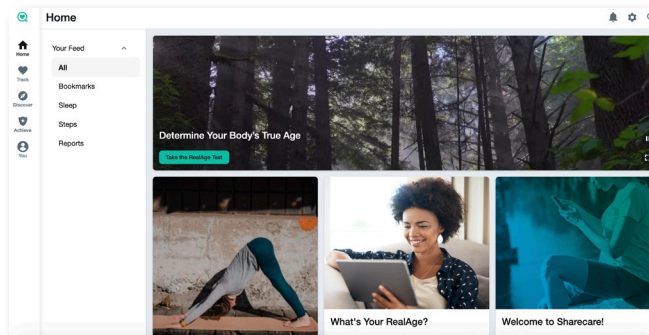 Home
Home
Track
Discover
Achieve
You
Your Feed
All
Bookmarks
Sleep
Steps
Reports
Determine Your Body's True Age
Take the RealAge Test
What's Your RealAge?
Welcome to Sharecare!